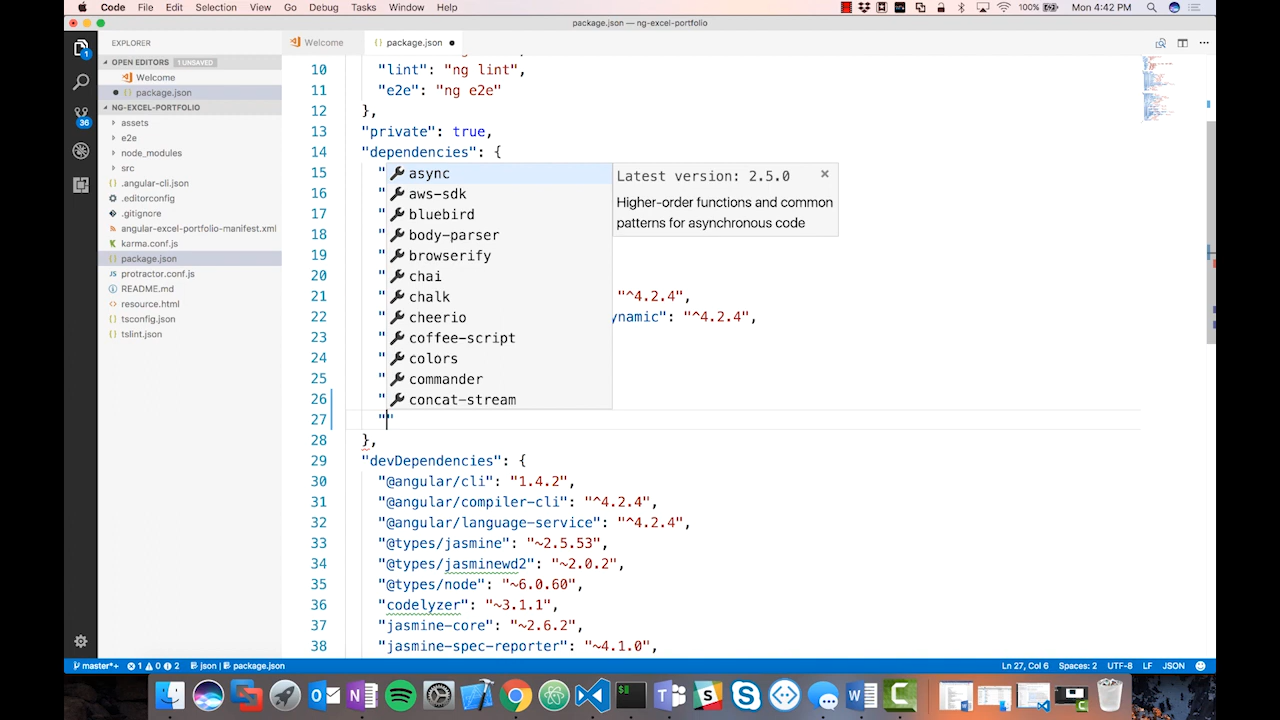 Code File Edit Selection View Go Debug Tasks Window Help 100% Mon 4:42 PM
package.json — ng-excel-portfolio
EXPLORER
Welcome
package.json
OPEN EDITORS 1 UNSAVED
Welcome
package.json
NG-EXCEL-PORTFOLIO
assets
e2e
node_modules
src
.angular-cli.json
.editorconfig
.gitignore
angular-excel-portfolio-manifest.xml
karma.conf.js
package.json
protractor.conf.js
README.md
resource.html
tsconfig.json
tslint.json
1
36
10 "lint": "ng lint",
11 "e2e": "ng e2e"
12 },
13 "private": true,
14 "dependencies": {
15 "
16 "
17 "
18 "
19 "
20 "
21 " "^4.2.4",
22 " ynamic": "^4.2.4",
23 "
24 "
25 "
26 "
27 ""
28 },
29 "devDependencies": {
30 "@angular/cli": "1.4.2",
31 "@angular/compiler-cli": "^4.2.4",
32 "@angular/language-service": "^4.2.4",
33 "@types/jasmine": "~2.5.53",
34 "@types/jasminewd2": "~2.0.2",
35 "@types/node": "~6.0.60",
36 "codelyzer": "~3.1.1",
37 "jasmine-core": "~2.6.2",
38 "jasmine-spec-reporter": "~4.1.0",
async
aws-sdk
bluebird
body-parser
browserify
chai
chalk
cheerio
coffee-script
colors
commander
concat-stream
Latest version: 2.5.0
Higher-order functions and common
patterns for asynchronous code
master*+ 1 0 2 json package.json Ln 27, Col 6 Spaces: 2 UTF-8 LF JSON